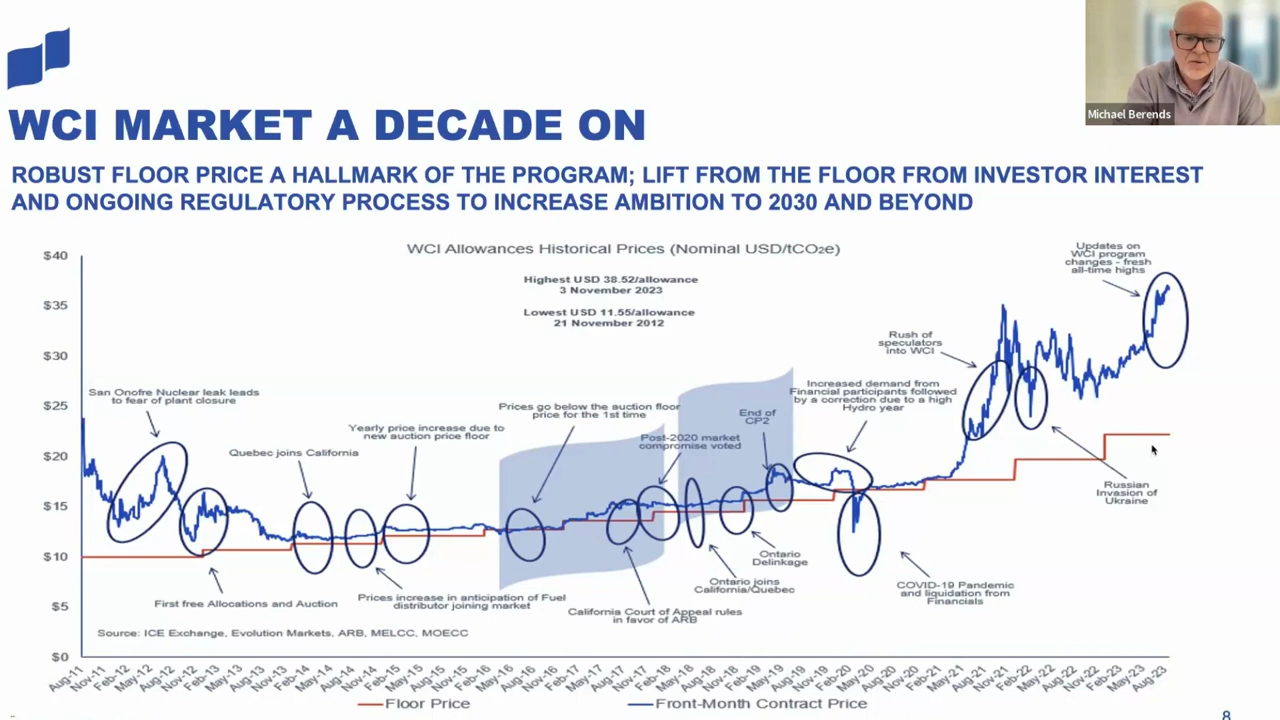 Michael Berends
WCI MARKET A DECADE ON
ROBUST FLOOR PRICE A HALLMARK OF THE PROGRAM; LIFT FROM THE FLOOR FROM INVESTOR INTEREST
AND ONGOING REGULATORY PROCESS TO INCREASE AMBITION TO 2030 AND BEYOND
WCI Allowances Historical Prices (Nominal USD/tCO₂e)
Highest USD 38.52/allowance
3 November 2023
Lowest USD 11.55/allowance
21 November 2012
Updates on
WCI program
changes - fresh
all-time highs
Rush of
speculators
into WCI
San Onofre Nuclear leak leads
to fear of plant closure
Quebec joins California
Yearly price increase due to
new auction price floor
Prices go below the auction floor
price for the 1st time
Post-2020 market
compromise voted
End of
CP2
Increased demand from
Financial participants followed
by a correction due to a high
Hydro year
Russian
Invasion of
Ukraine
First free Allocations and Auction
Prices increase in anticipation of Fuel
distributor joining market
California Court of Appeal rules
in favor of ARB
Ontario joins
California/Quebec
Ontario
Delinkage
COVID-19 Pandemic
and liquidation from
Financials
Source: ICE Exchange, Evolution Markets, ARB, MELCC, MOECC
$40
$35
$30
$25
$20
$15
$10
$5
$0
Aug-11 Nov-11 Feb-12 May-12 Aug-12 Nov-12 Feb-13 May-13 Aug-13 Nov-13 Feb-14 May-14 Aug-14 Nov-14 Feb-15 May-15 Aug-15 Nov-15 Feb-16 May-16 Aug-16 Nov-16 Feb-17 May-17 Aug-17 Nov-17 Feb-18 May-18 Aug-18 Nov-18 Feb-19 May-19 Aug-19 Nov-19 Feb-20 May-20 Aug-20 Nov-20 Feb-21 May-21 Aug-21 Nov-21 Feb-22 May-22 Aug-22 Nov-22 Feb-23 May-23 Aug-23
Floor Price
Front-Month Contract Price
8